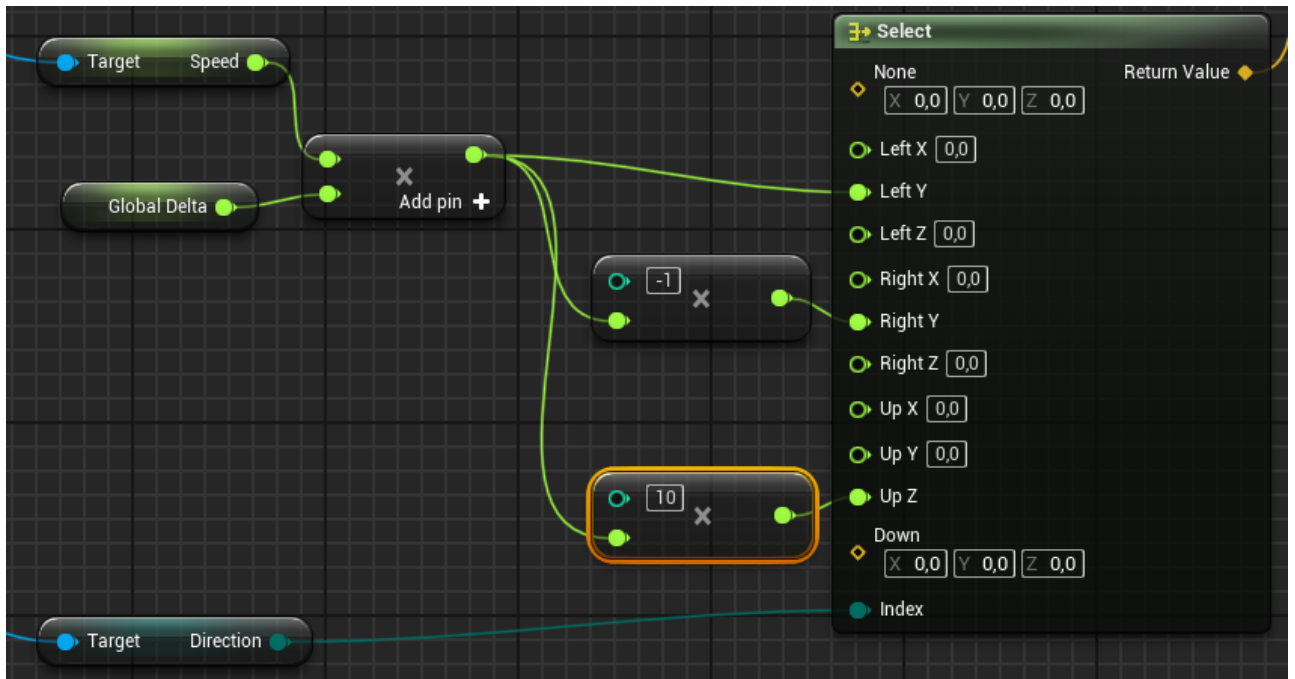 Target Speed
Global Delta
×
Add pin +
-1 ×
10 ×
Target Direction
Select
None Return Value
X 0,0 Y 0,0 Z 0,0
Left X 0,0
Left Y
Left Z 0,0
Right X 0,0
Right Y
Right Z 0,0
Up X 0,0
Up Y 0,0
Up Z
Down
X 0,0 Y 0,0 Z 0,0
Index